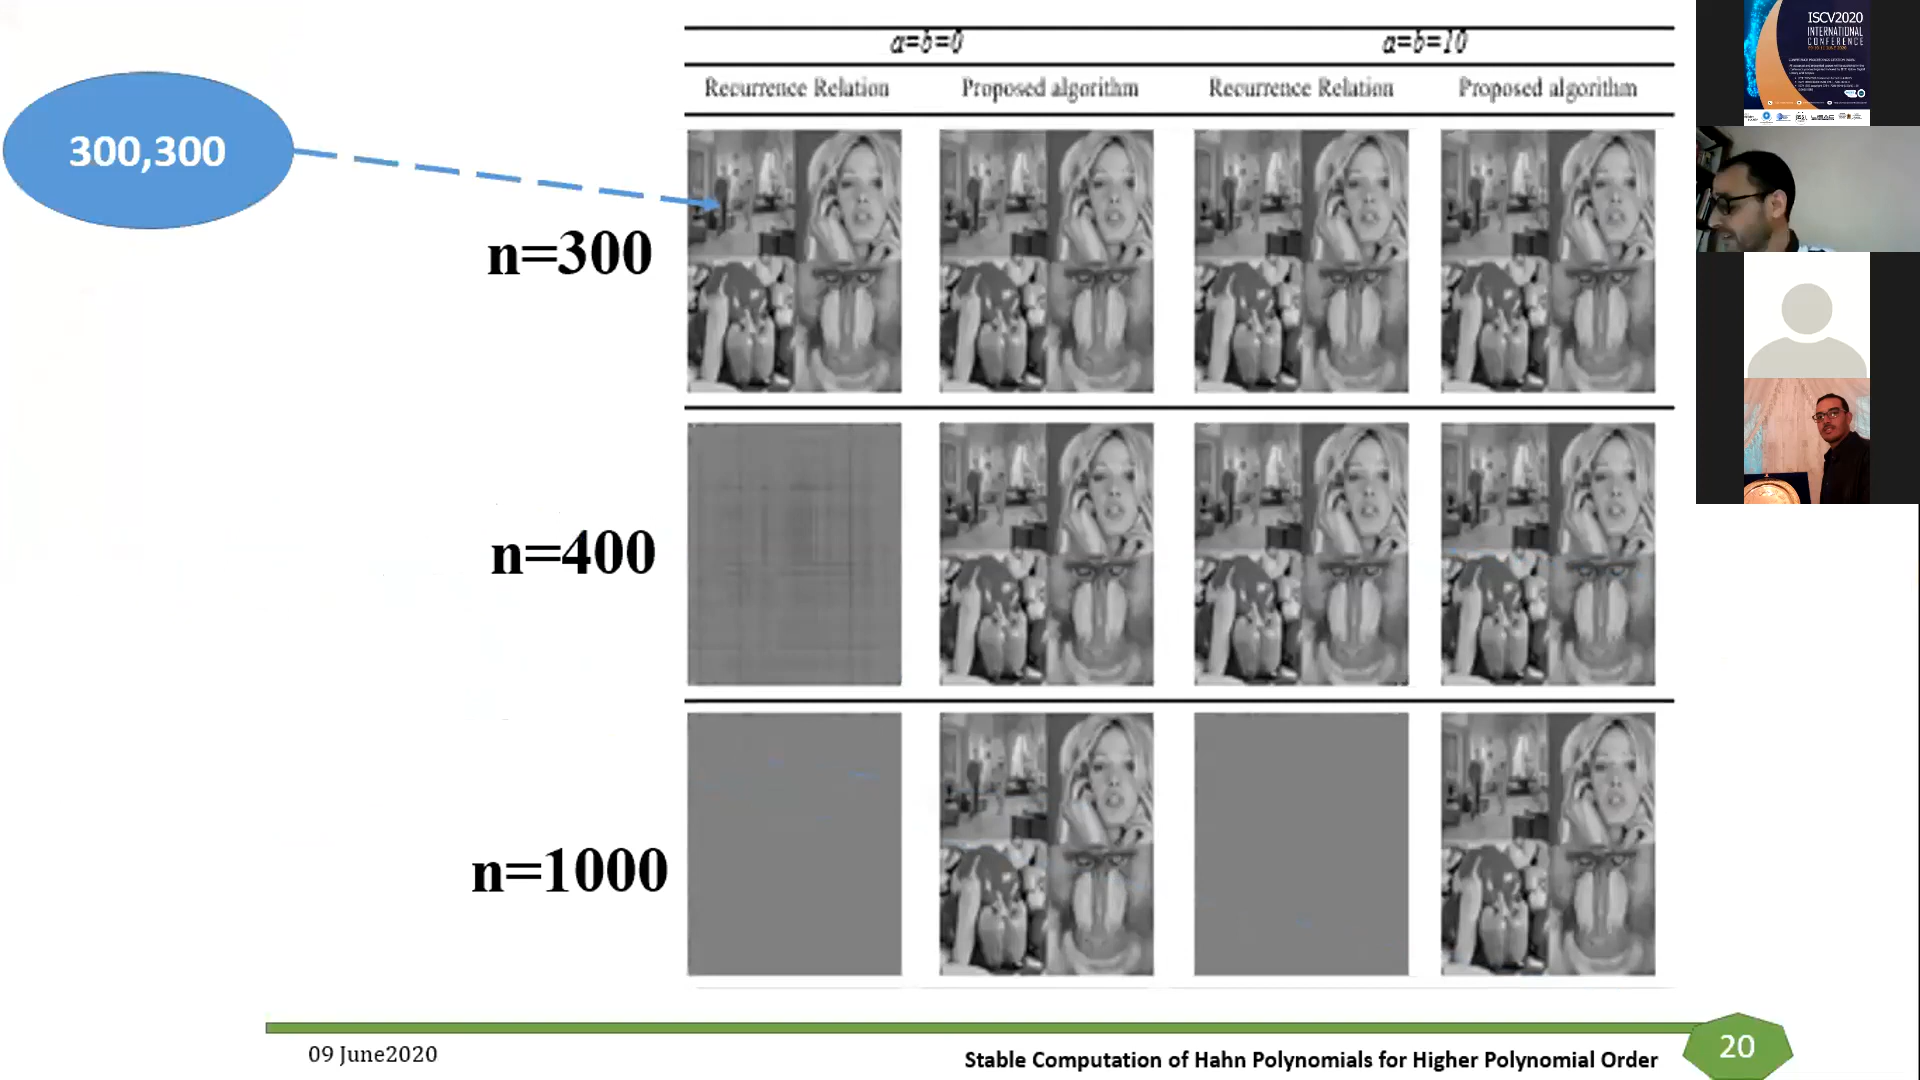 a=b=0
a=b=10
Recurrence Relation
Proposed algorithm
Recurrence Relation
Proposed algorithm
300,300
n=300
n=400
n=1000
09 June2020
Stable Computation of Hahn Polynomials for Higher Polynomial Order
20
ISCV2020
INTERNATIONAL
CONFERENCE